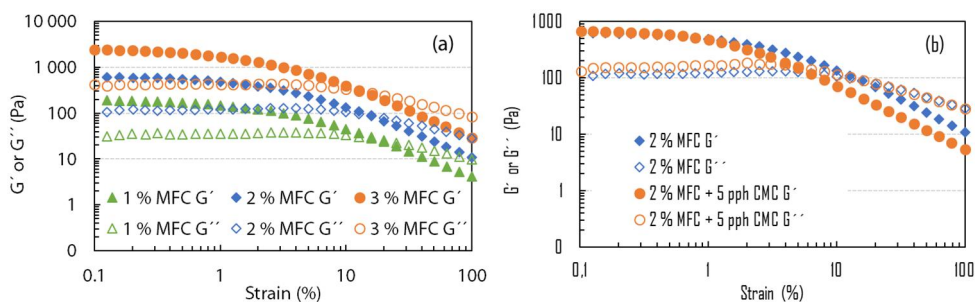 10 000
1 000
100
10
1
0
G´ or G´´ (Pa)
(a)
1 % MFC G´
2 % MFC G´
3 % MFC G´
1 % MFC G´´
2 % MFC G´´
3 % MFC G´´
0,1
1
10
100
Strain (%)
1000
100
10
1
0
G´ or G´´ (Pa)
(b)
2 % MFC G´
2 % MFC G´´
2 % MFC + 5 pph CMC G´
2 % MFC + 5 pph CMC G´´
0,1
1
10
100
Strain (%)